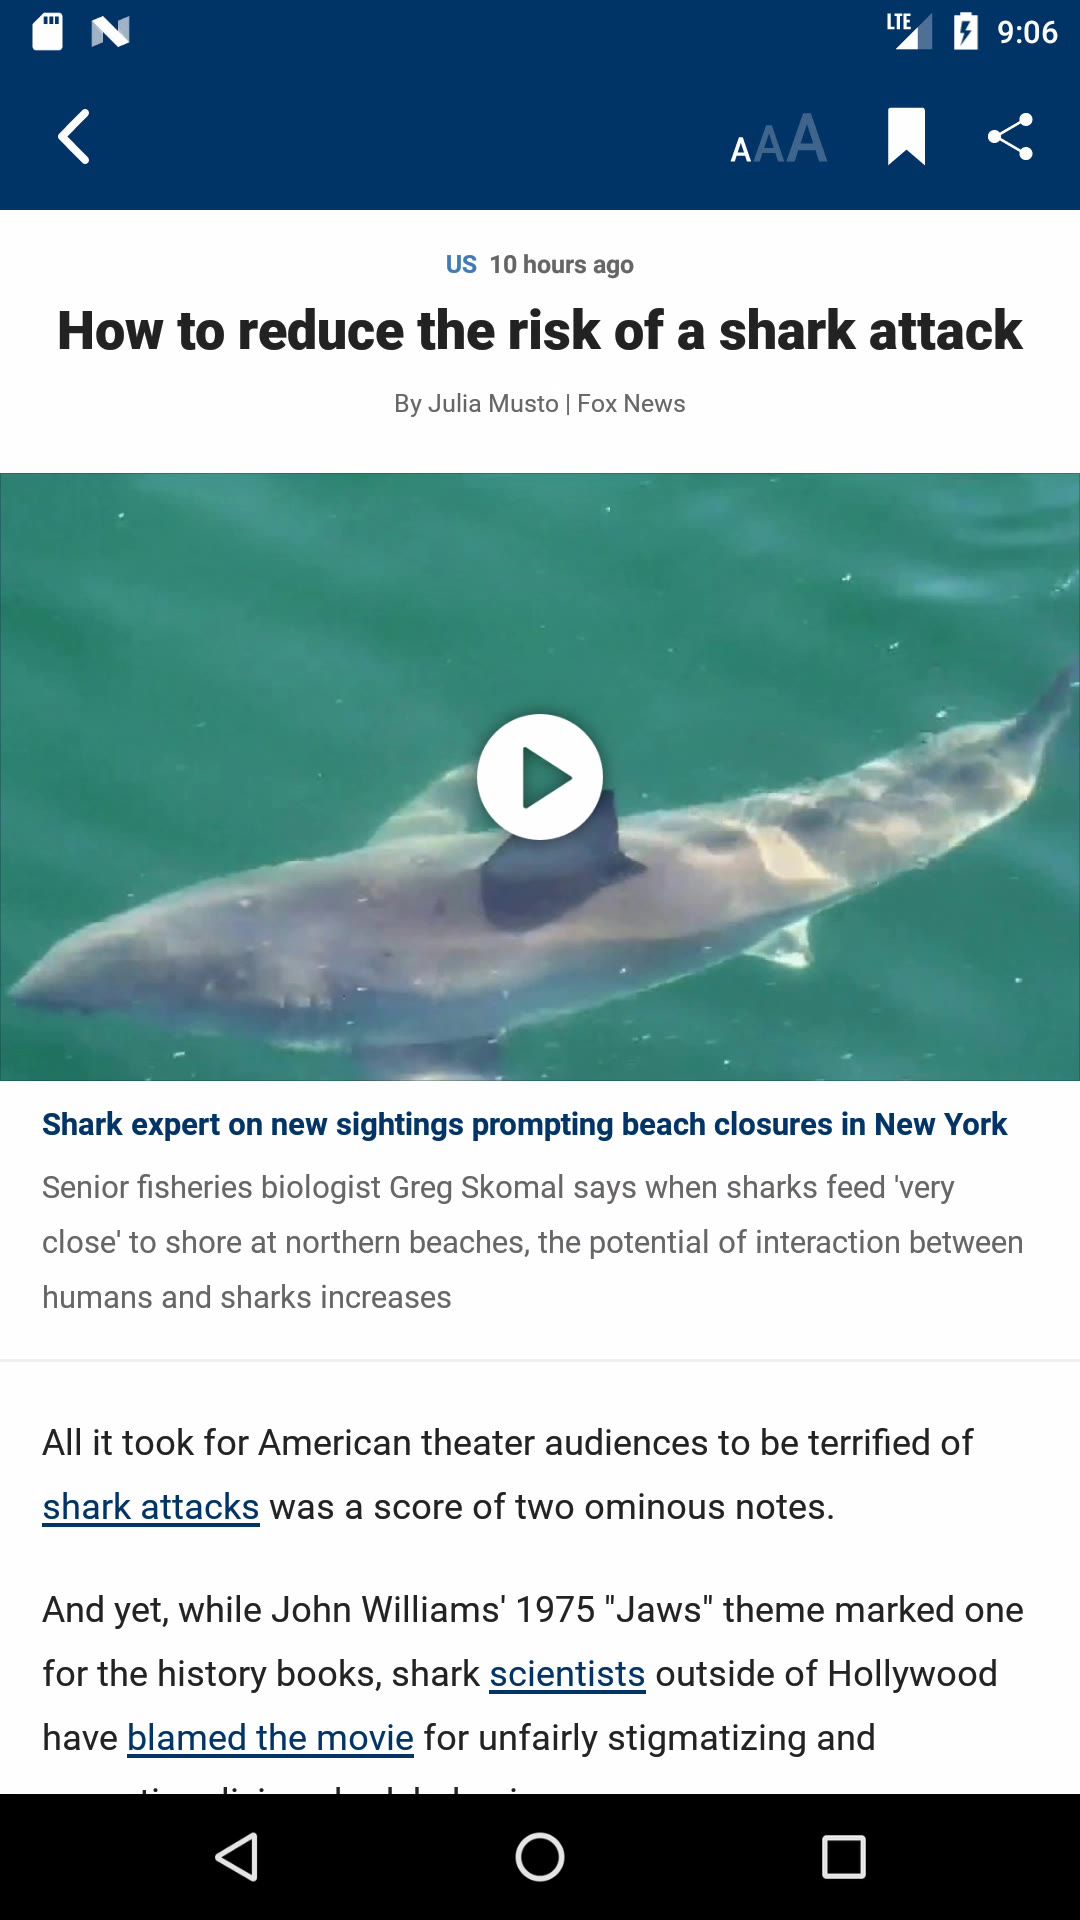 LTE 9:06
AAA
US 10 hours ago
How to reduce the risk of a shark attack
By Julia Musto | Fox News
Shark expert on new sightings prompting beach closures in New York
Senior fisheries biologist Greg Skomal says when sharks feed 'very
close' to shore at northern beaches, the potential of interaction between
humans and sharks increases
All it took for American theater audiences to be terrified of
shark attacks was a score of two ominous notes.
And yet, while John Williams' 1975 "Jaws" theme marked one
for the history books, shark scientists outside of Hollywood
have blamed the movie for unfairly stigmatizing and